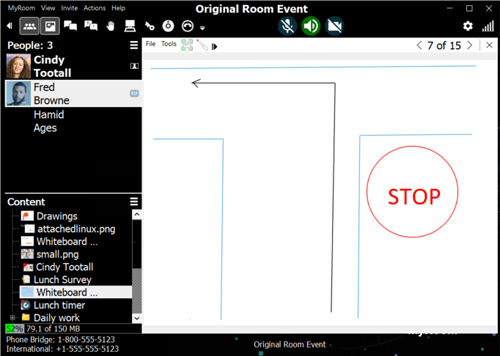 MyRoom View Invite Actions Help
Original Room Event
People: 3
Cindy
Tootall
Fred
Browne
Hamid
Ages
File Tools
7 of 15
STOP
Content
Drawings
attachedlinux.png
Whiteboard ...
small.png
Cindy Tootall
Lunch Survey
Whiteboard ...
Lunch timer
Daily work
52% 79.1 of 150 MB
Phone Bridge: 1-800-555-5123
International: +1-555-555-5123
Original Room Event